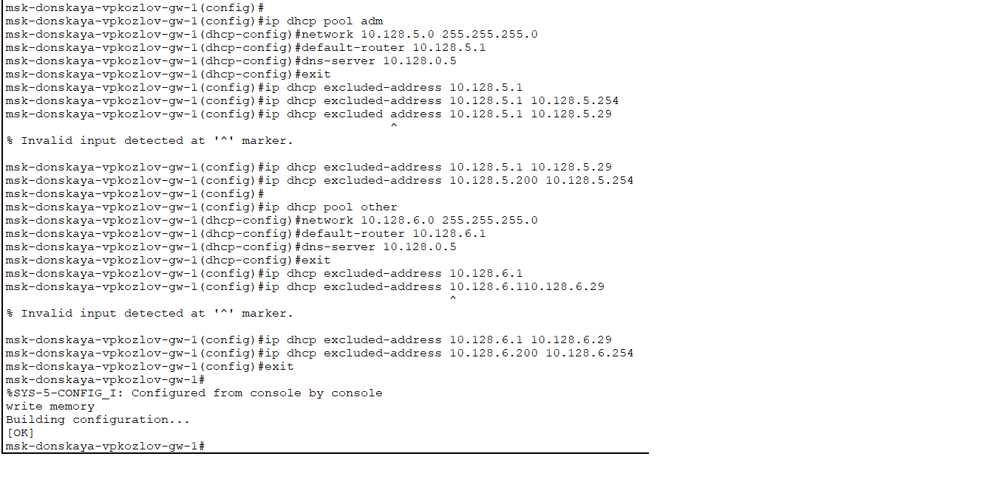 msk-donskaya-vpkozlov-gw-1(config)#
msk-donskaya-vpkozlov-gw-1(config)#ip dhcp pool adm
msk-donskaya-vpkozlov-gw-1(dhcp-config)#network 10.128.5.0 255.255.255.0
msk-donskaya-vpkozlov-gw-1(dhcp-config)#default-router 10.128.5.1
msk-donskaya-vpkozlov-gw-1(dhcp-config)#dns-server 10.128.0.5
msk-donskaya-vpkozlov-gw-1(dhcp-config)#exit
msk-donskaya-vpkozlov-gw-1(config)#ip dhcp excluded-address 10.128.5.1
msk-donskaya-vpkozlov-gw-1(config)#ip dhcp excluded-address 10.128.5.1 10.128.5.254
msk-donskaya-vpkozlov-gw-1(config)#ip dhcp excluded address 10.128.5.1 10.128.5.29
^
% Invalid input detected at '^' marker.
msk-donskaya-vpkozlov-gw-1(config)#ip dhcp excluded-address 10.128.5.1 10.128.5.29
msk-donskaya-vpkozlov-gw-1(config)#ip dhcp excluded-address 10.128.5.200 10.128.5.254
msk-donskaya-vpkozlov-gw-1(config)#
msk-donskaya-vpkozlov-gw-1(config)#ip dhcp pool other
msk-donskaya-vpkozlov-gw-1(dhcp-config)#network 10.128.6.0 255.255.255.0
msk-donskaya-vpkozlov-gw-1(dhcp-config)#default-router 10.128.6.1
msk-donskaya-vpkozlov-gw-1(dhcp-config)#dns-server 10.128.0.5
msk-donskaya-vpkozlov-gw-1(dhcp-config)#exit
msk-donskaya-vpkozlov-gw-1(config)#ip dhcp excluded-address 10.128.6.1
msk-donskaya-vpkozlov-gw-1(config)#ip dhcp excluded-address 10.128.6.110.128.6.29
^
% Invalid input detected at '^' marker.
msk-donskaya-vpkozlov-gw-1(config)#ip dhcp excluded-address 10.128.6.1 10.128.6.29
msk-donskaya-vpkozlov-gw-1(config)#ip dhcp excluded-address 10.128.6.200 10.128.6.254
msk-donskaya-vpkozlov-gw-1(config)#exit
msk-donskaya-vpkozlov-gw-1#
%SYS-5-CONFIG_I: Configured from console by console
write memory
Building configuration...
[OK]
msk-donskaya-vpkozlov-gw-1#